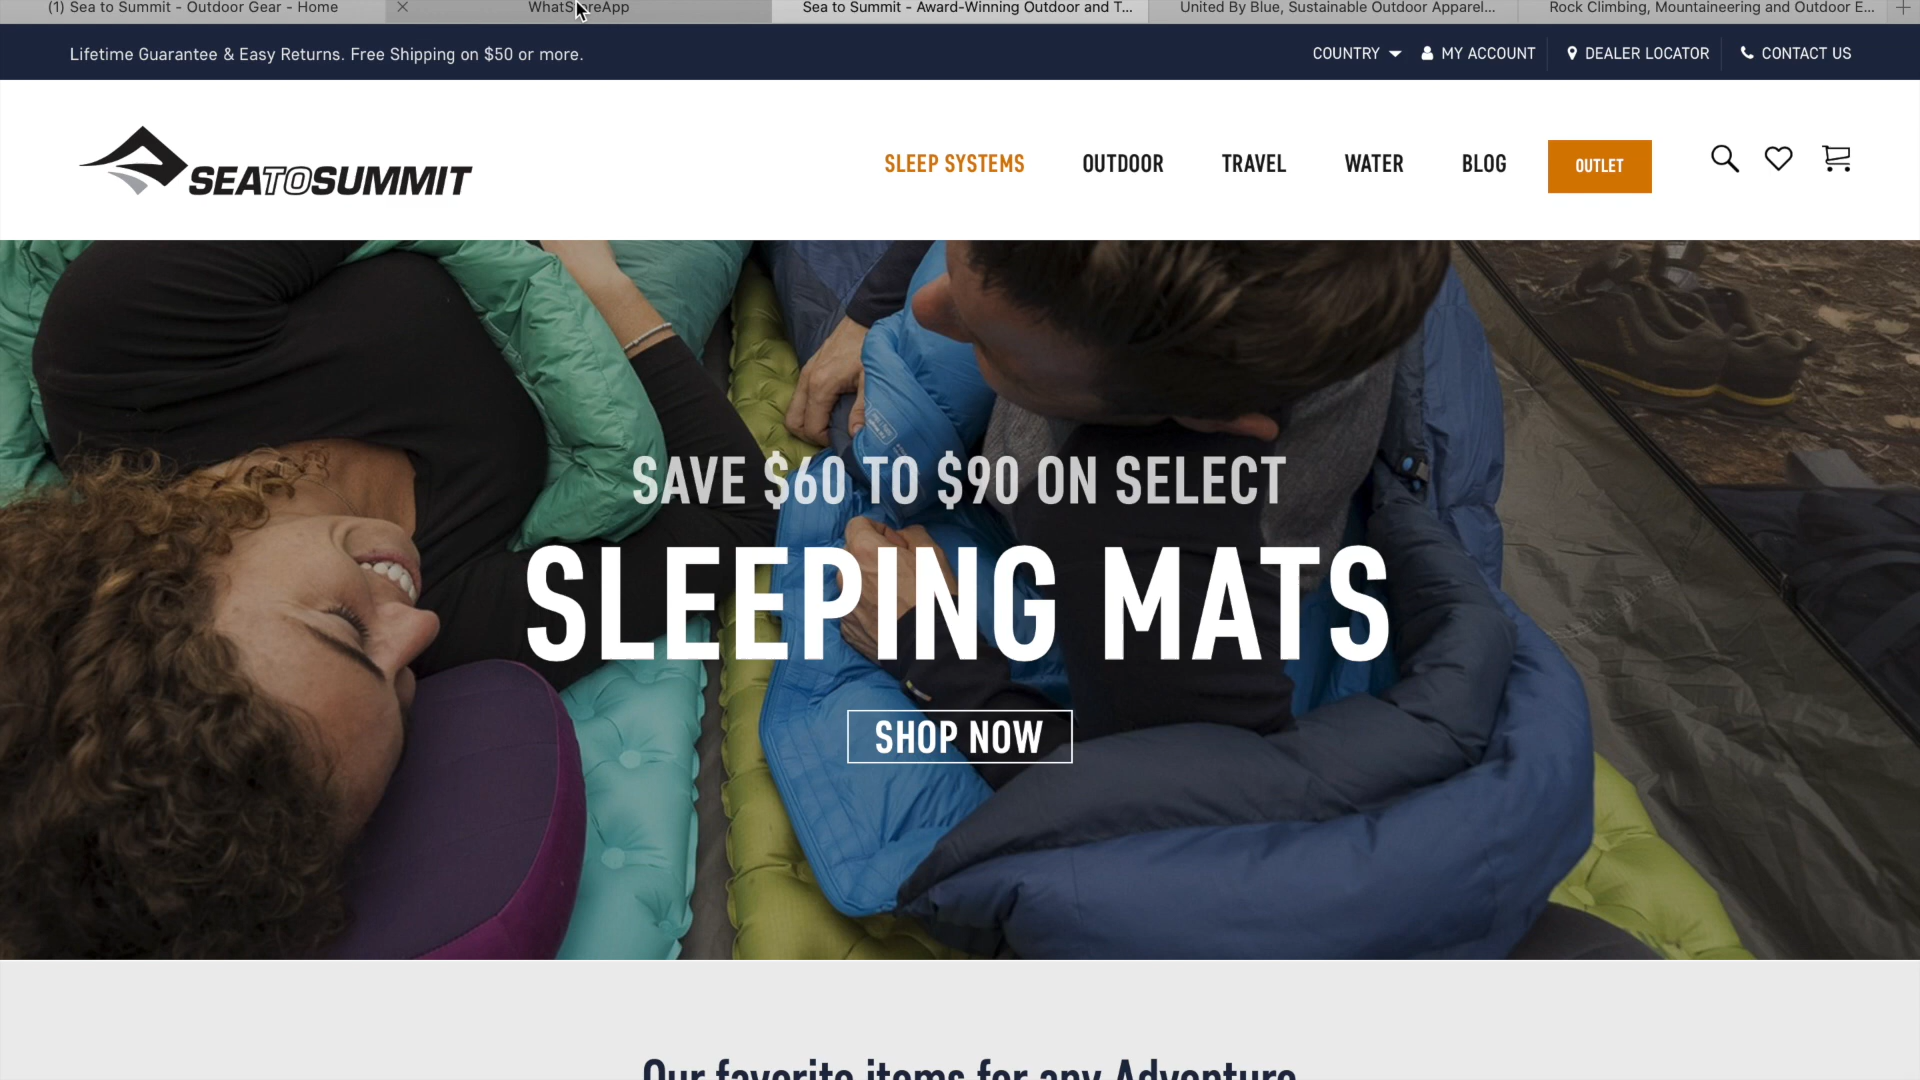 (1) Sea to Summit - Outdoor Gear - Home
Sea to Summit - Award-Winning Outdoor and T...
United By Blue, Sustainable Outdoor Apparel...
Rock Climbing, Mountaineering and Outdoor E...
Lifetime Guarantee & Easy Returns. Free Shipping on $50 or more.
COUNTRY
MY ACCOUNT
DEALER LOCATOR
CONTACT US
SEATOSUMMIT
SLEEP SYSTEMS
OUTDOOR
TRAVEL
WATER
BLOG
OUTLET
SAVE $60 TO $90 ON SELECT
SLEEPING MATS
SHOP NOW
Our favorite items for any Adventure